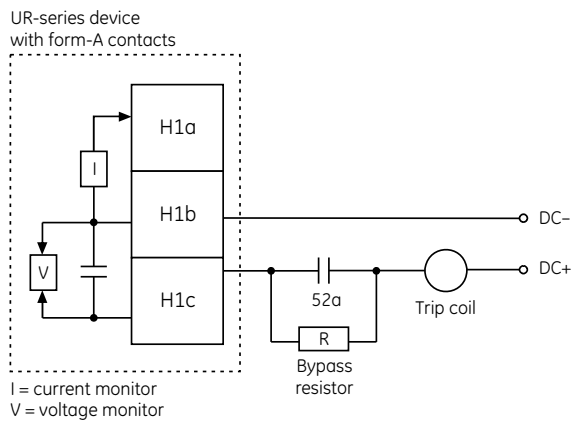 UR-series device
with form-A contacts
H1a
I
H1b
DC–
V
DC+
H1c
52a
Trip coil
R
Bypass
resistor
I = current monitor
V = voltage monitor